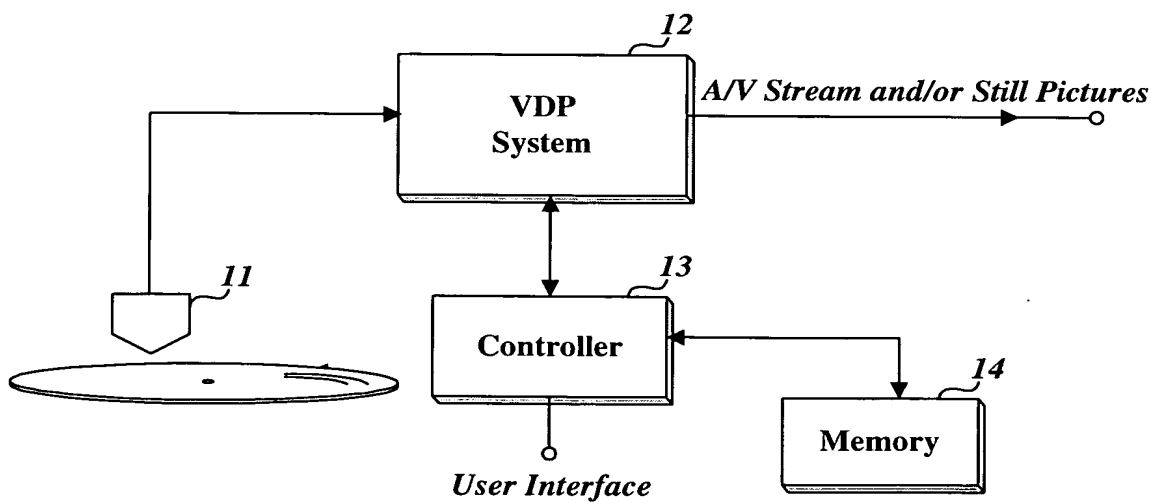 12
VDP
System
A/V Stream and/or Still Pictures
11
13
Controller
14
Memory
User Interface